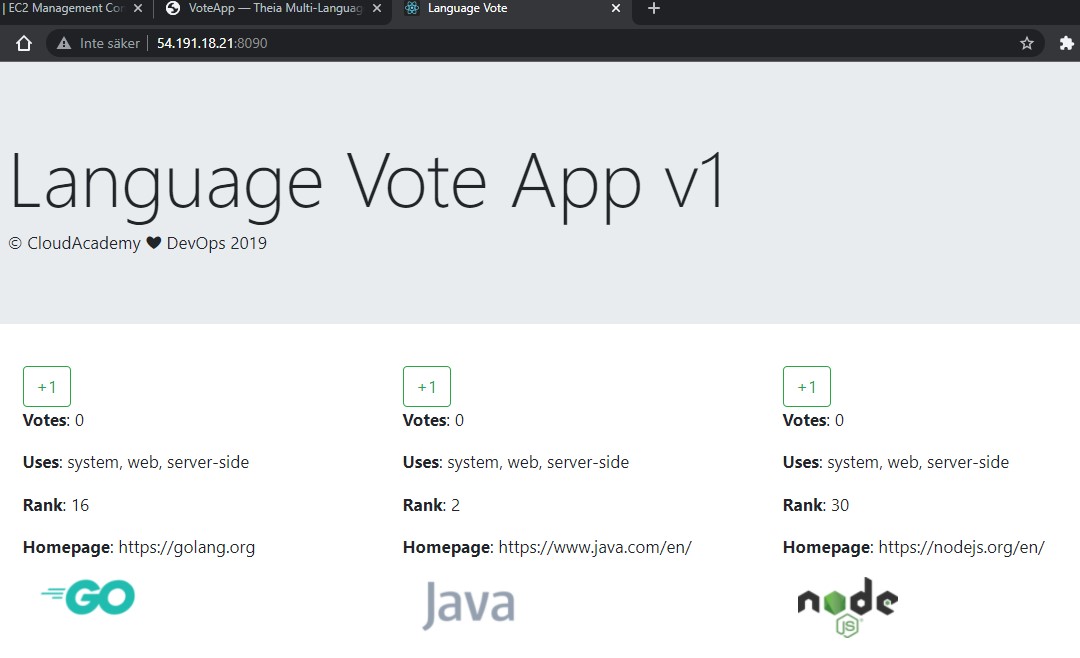 | EC2 Management Con
VoteApp — Theia Multi-Languag
Language Vote
Inte säker
54.191.18.21:8090
Language Vote App v1
© CloudAcademy ♥ DevOps 2019
+1 +1 +1
Votes: 0 Votes: 0 Votes: 0
Uses: system, web, server-side Uses: system, web, server-side Uses: system, web, server-side
Rank: 16 Rank: 2 Rank: 30
Homepage: https://golang.org Homepage: https://www.java.com/en/ Homepage: https://nodejs.org/en/
GO Java node
JS